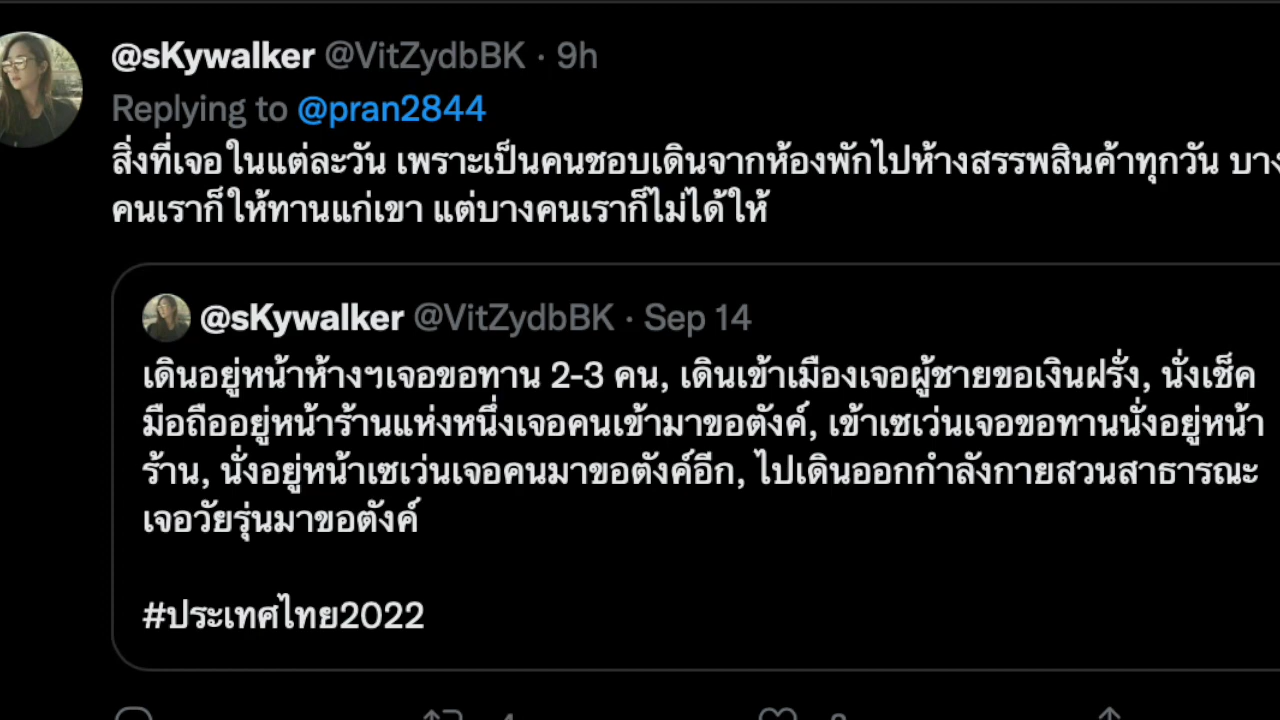 @sKywalker @VitZydbBK · 9h
Replying to @pran2844
สิ่งที่เจอในแต่ละวัน เพราะเป็นคนชอบเดินจากห้องพักไปห้างสรรพสินค้าทุกวัน บาง
คนเราก็ให้ทานแก่เขา แต่บางคนเราก็ไม่ได้ให้
@sKywalker @VitZydbBK · Sep 14
เดินอยู่หน้าห้างฯเจอขอทาน 2-3 คน, เดินเข้าเมืองเจอผู้ชายขอเงินฝรั่ง, นั่งเช็ค
มือถืออยู่หน้าร้านแห่งหนึ่งเจอคนเข้ามาขอตังค์, เข้าเซเว่นเจอขอทานนั่งอยู่หน้า
ร้าน, นั่งอยู่หน้าเซเว่นเจอคนมาขอตังค์อีก, ไปเดินออกกำลังกายสวนสาธารณะ
เจอวัยรุ่นมาขอตังค์
#ประเทศไทย2022